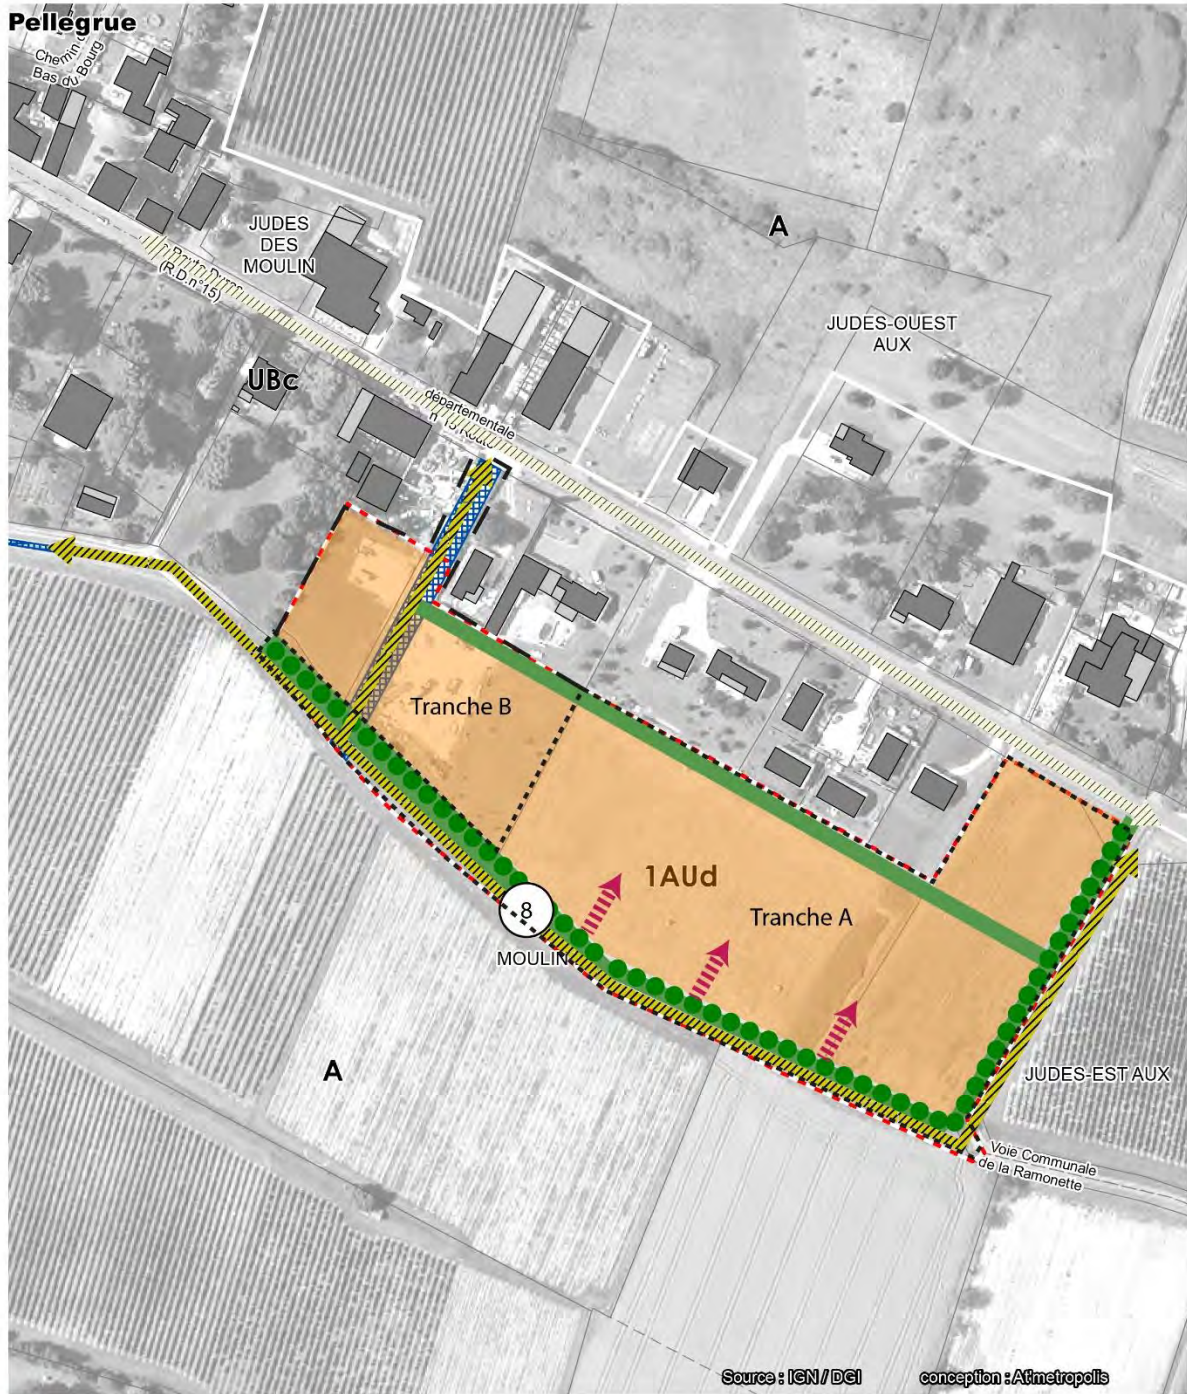 Pellegrue
Chemin
Bas du Bourg
JUDES
DES
MOULIN
(R.D.n°15)
A
JUDES-OUEST
AUX
UBc
départementale
Tranche B
1AUd
Tranche A
8
MOULIN
A
JUDES-EST AUX
Voie Communale
de la Ramonette
Source : IGN / DGI conception : At'metropolis